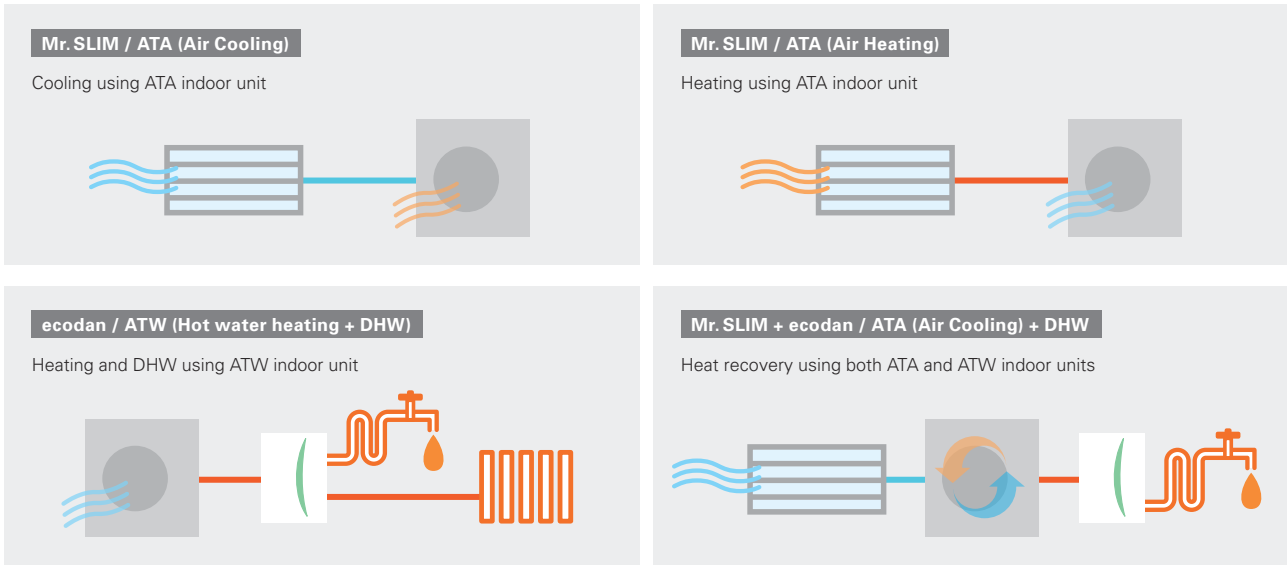 Mr. SLIM / ATA (Air Cooling)
Cooling using ATA indoor unit
Mr. SLIM / ATA (Air Heating)
Heating using ATA indoor unit
ecodan / ATW (Hot water heating + DHW)
Heating and DHW using ATW indoor unit
Mr. SLIM + ecodan / ATA (Air Cooling) + DHW
Heat recovery using both ATA and ATW indoor units